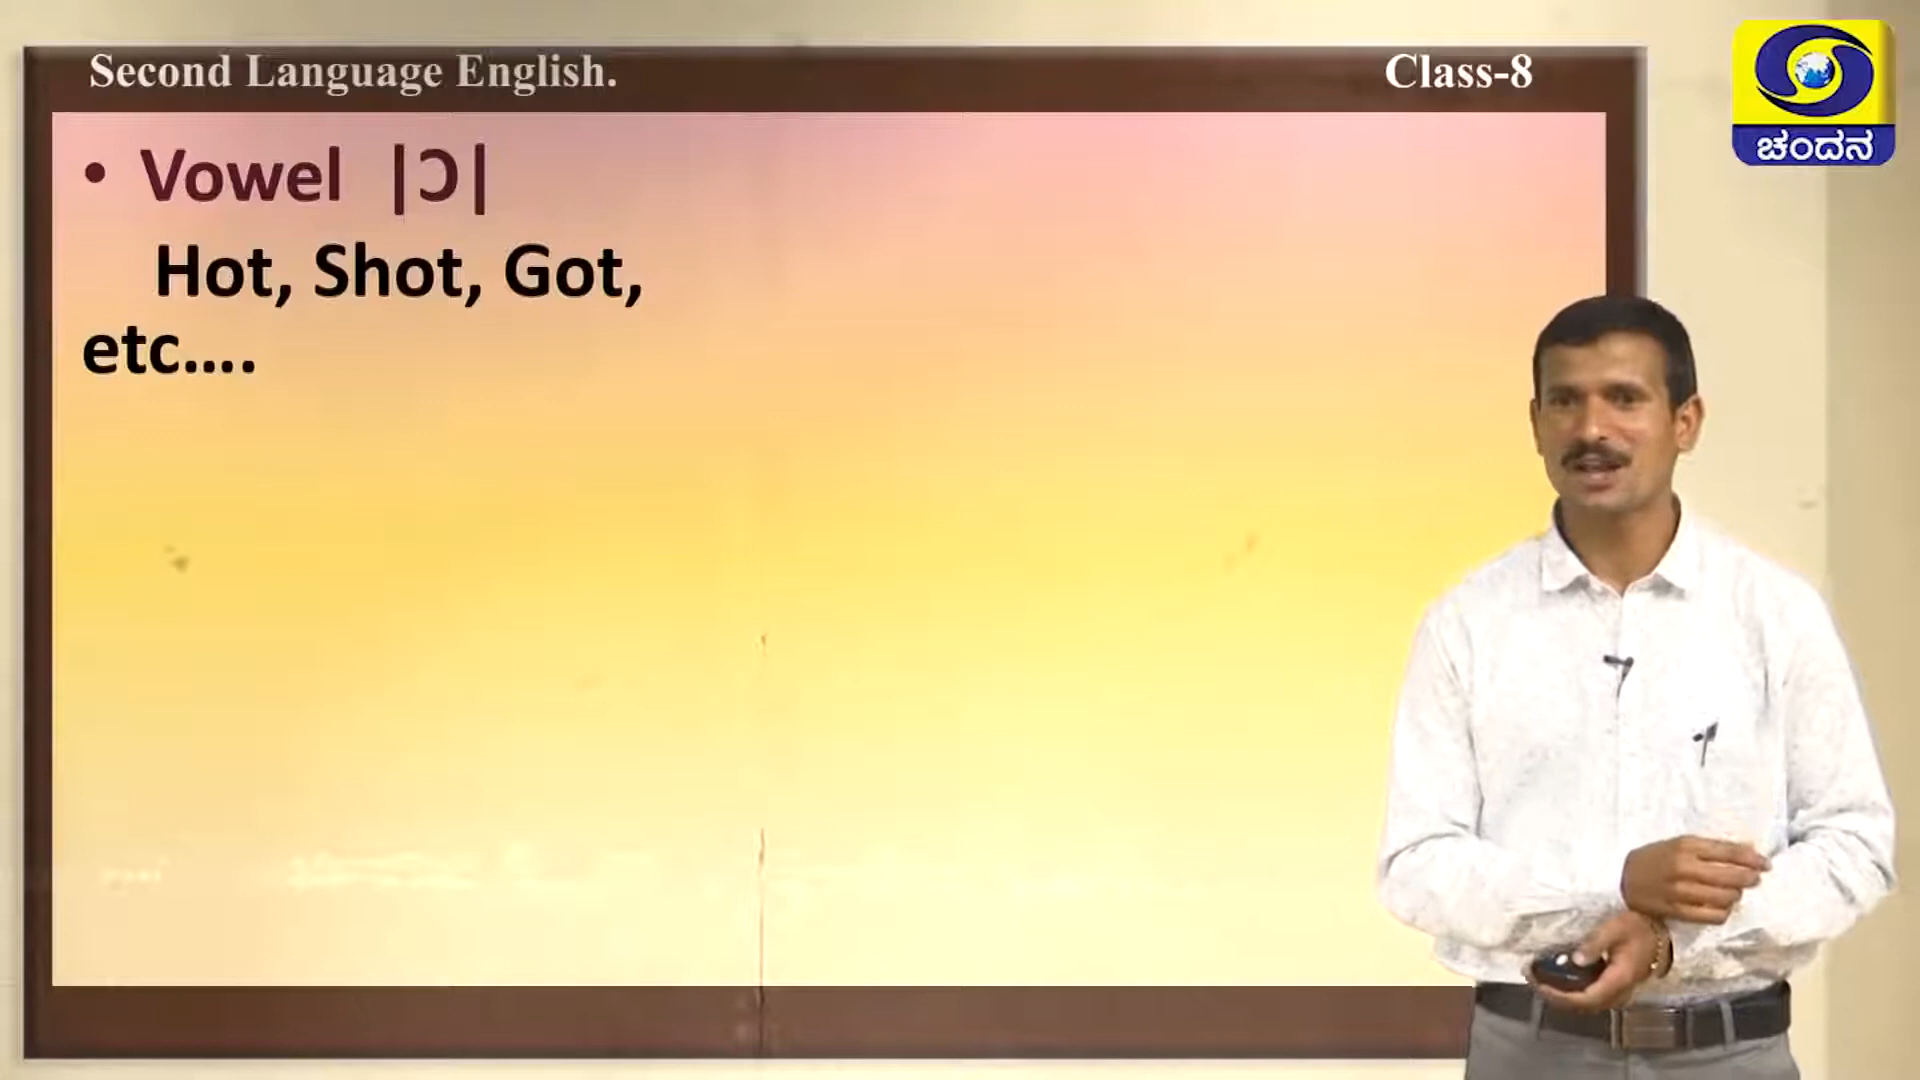 Second Language English. Class-8
ಚಂದನ
• Vowel |ɔ|
Hot, Shot, Got,
etc....